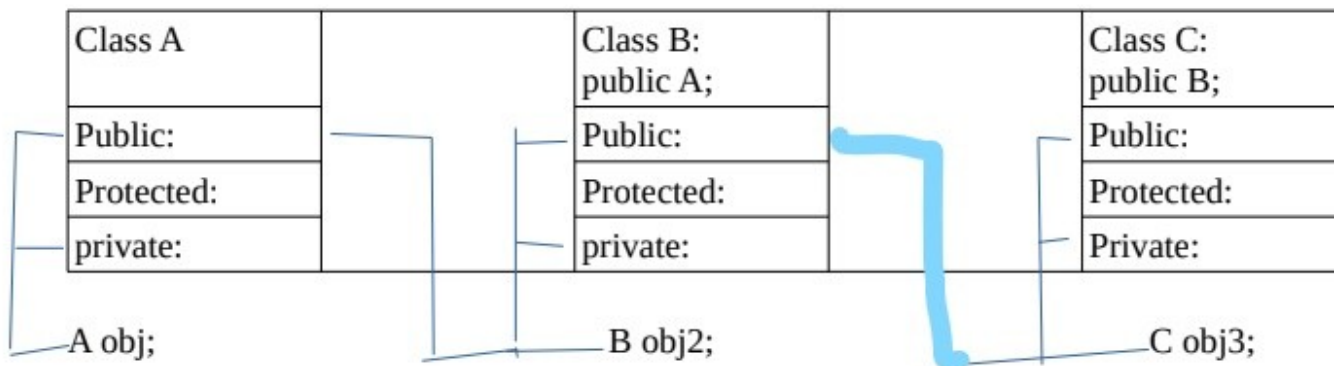 Class A
Class B:
public A;
Class C:
public B;
Public:
Public:
Public:
Protected:
Protected:
Protected:
private:
private:
Private:
A obj;
B obj2;
C obj3;